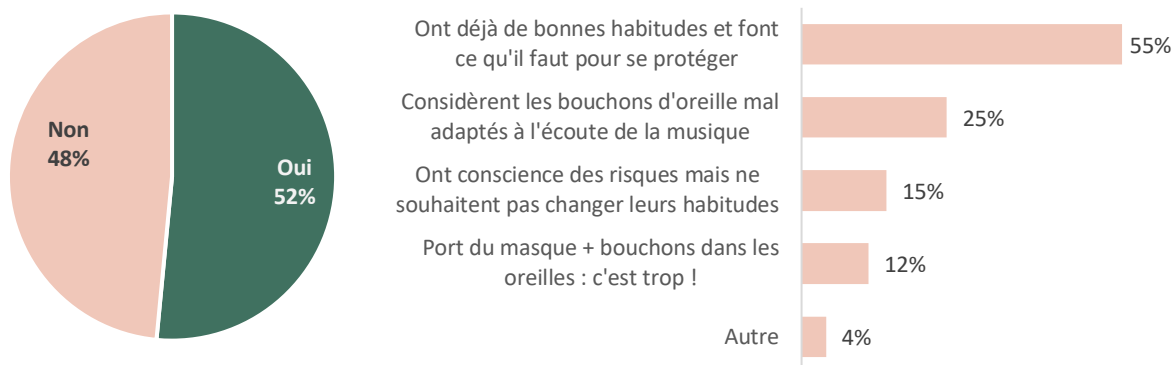 Non
48%
Oui
52%
Ont déjà de bonnes habitudes et font
ce qu'il faut pour se protéger
55%
Considèrent les bouchons d'oreille mal
adaptés à l'écoute de la musique
25%
Ont conscience des risques mais ne
souhaitent pas changer leurs habitudes
15%
Port du masque + bouchons dans les
oreilles : c'est trop !
12%
Autre
4%